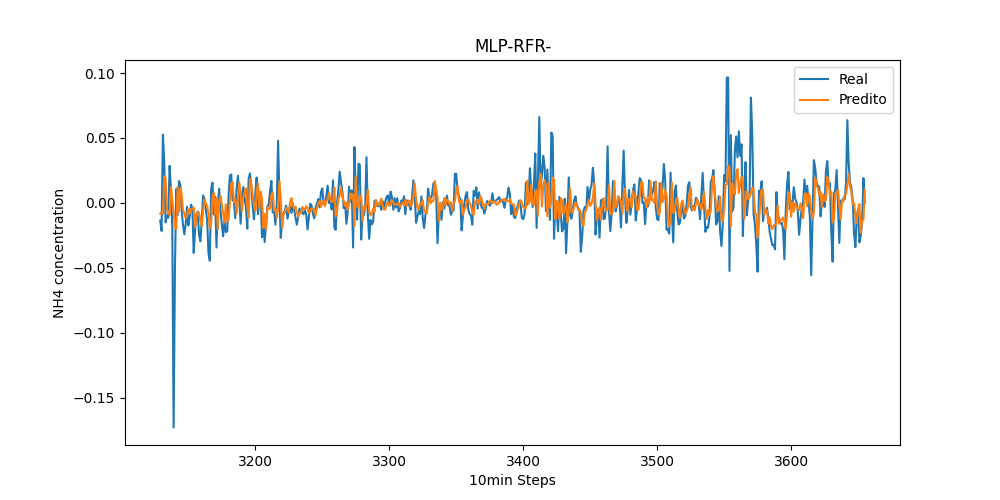 MLP-RFR-
Real
Predito
0.10
0.05
0.00
−0.05
−0.10
−0.15
NH4 concentration
3200 3300 3400 3500 3600
10min Steps